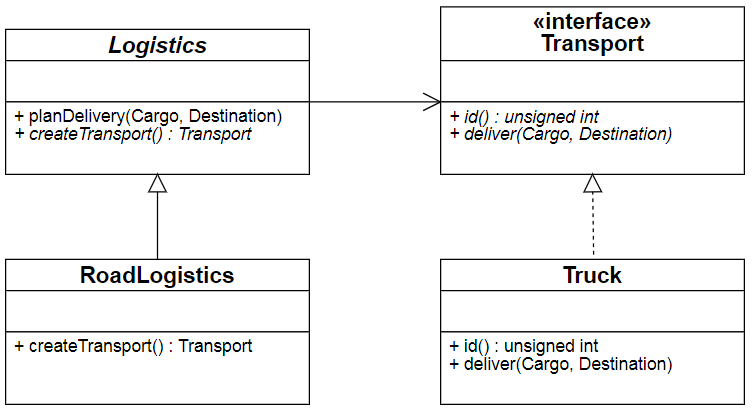 Logistics
+ planDelivery(Cargo, Destination)
+ createTransport() : Transport
«interface»
Transport
+ id() : unsigned int
+ deliver(Cargo, Destination)
RoadLogistics
+ createTransport() : Transport
Truck
+ id() : unsigned int
+ deliver(Cargo, Destination)